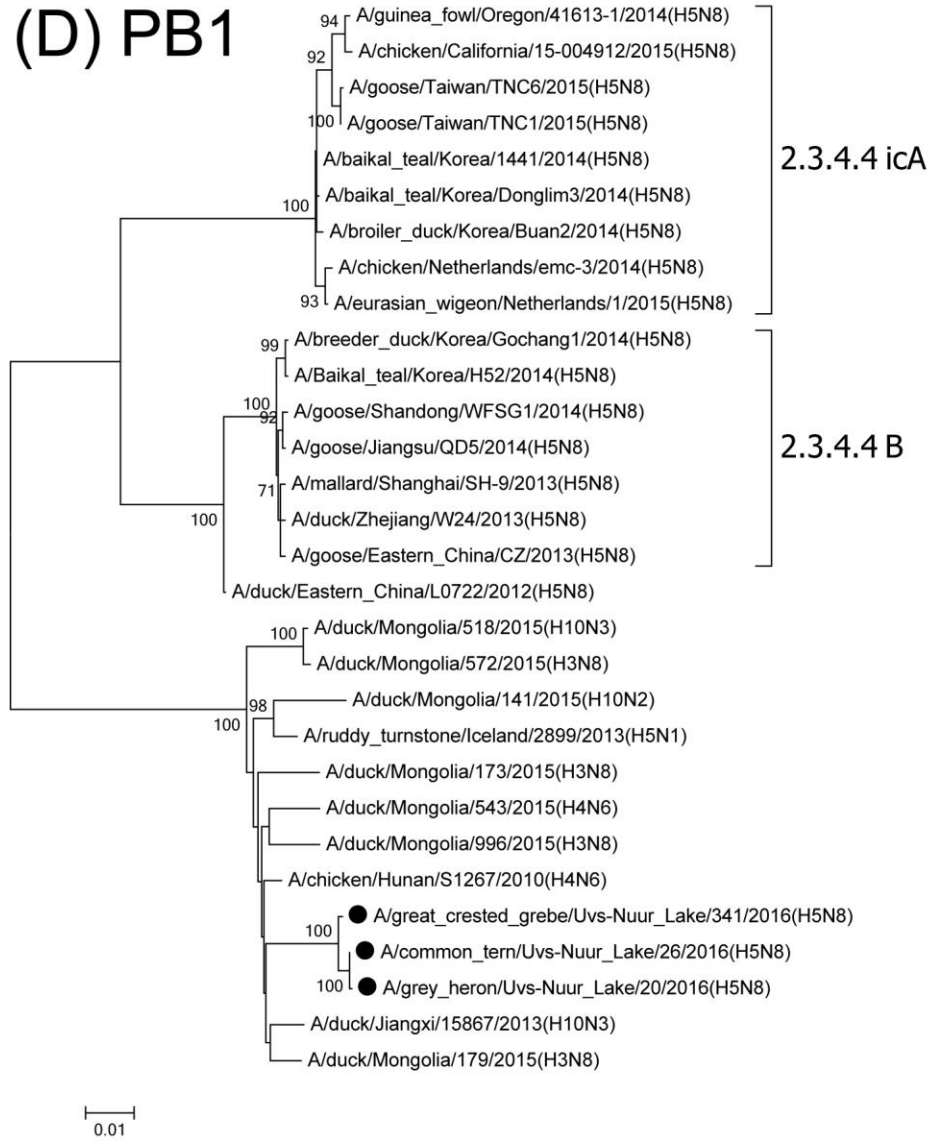 (D) PB1
94
A/guinea_fowl/Oregon/41613-1/2014(H5N8)
92
A/chicken/California/15-004912/2015(H5N8)
A/goose/Taiwan/TNC6/2015(H5N8)
100
A/goose/Taiwan/TNC1/2015(H5N8)
A/baikal_teal/Korea/1441/2014(H5N8)
2.3.4.4 icA
A/baikal_teal/Korea/Donglim3/2014(H5N8)
100
A/broiler_duck/Korea/Buan2/2014(H5N8)
A/chicken/Netherlands/emc-3/2014(H5N8)
93
A/eurasian_wigeon/Netherlands/1/2015(H5N8)
99
A/breeder_duck/Korea/Gochang1/2014(H5N8)
A/Baikal_teal/Korea/H52/2014(H5N8)
100
92
A/goose/Shandong/WFSG1/2014(H5N8)
A/goose/Jiangsu/QD5/2014(H5N8)
2.3.4.4 B
71
A/mallard/Shanghai/SH-9/2013(H5N8)
100
A/duck/Zhejiang/W24/2013(H5N8)
A/goose/Eastern_China/CZ/2013(H5N8)
A/duck/Eastern_China/L0722/2012(H5N8)
100
A/duck/Mongolia/518/2015(H10N3)
A/duck/Mongolia/572/2015(H3N8)
98
A/duck/Mongolia/141/2015(H10N2)
100
A/ruddy_turnstone/Iceland/2899/2013(H5N1)
A/duck/Mongolia/173/2015(H3N8)
A/duck/Mongolia/543/2015(H4N6)
A/duck/Mongolia/996/2015(H3N8)
A/chicken/Hunan/S1267/2010(H4N6)
A/great_crested_grebe/Uvs-Nuur_Lake/341/2016(H5N8)
100
A/common_tern/Uvs-Nuur_Lake/26/2016(H5N8)
100
A/grey_heron/Uvs-Nuur_Lake/20/2016(H5N8)
A/duck/Jiangxi/15867/2013(H10N3)
A/duck/Mongolia/179/2015(H3N8)
0.01